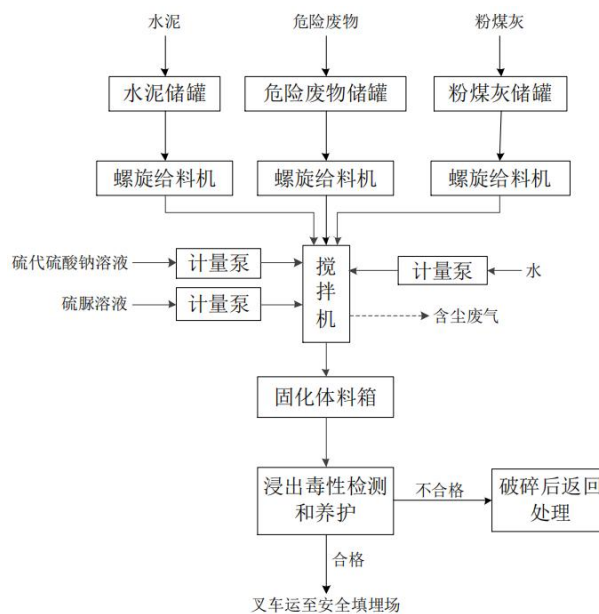 水泥
危险废物
粉煤灰
水泥储罐
危险废物储罐
粉煤灰储罐
螺旋给料机
螺旋给料机
螺旋给料机
硫代硫酸钠溶液
计量泵
搅
拌
机
计量泵
水
硫脲溶液
计量泵
含尘废气
固化体料箱
浸出毒性检测
和养护
不合格
破碎后返回
处理
合格
叉车运至安全填埋场